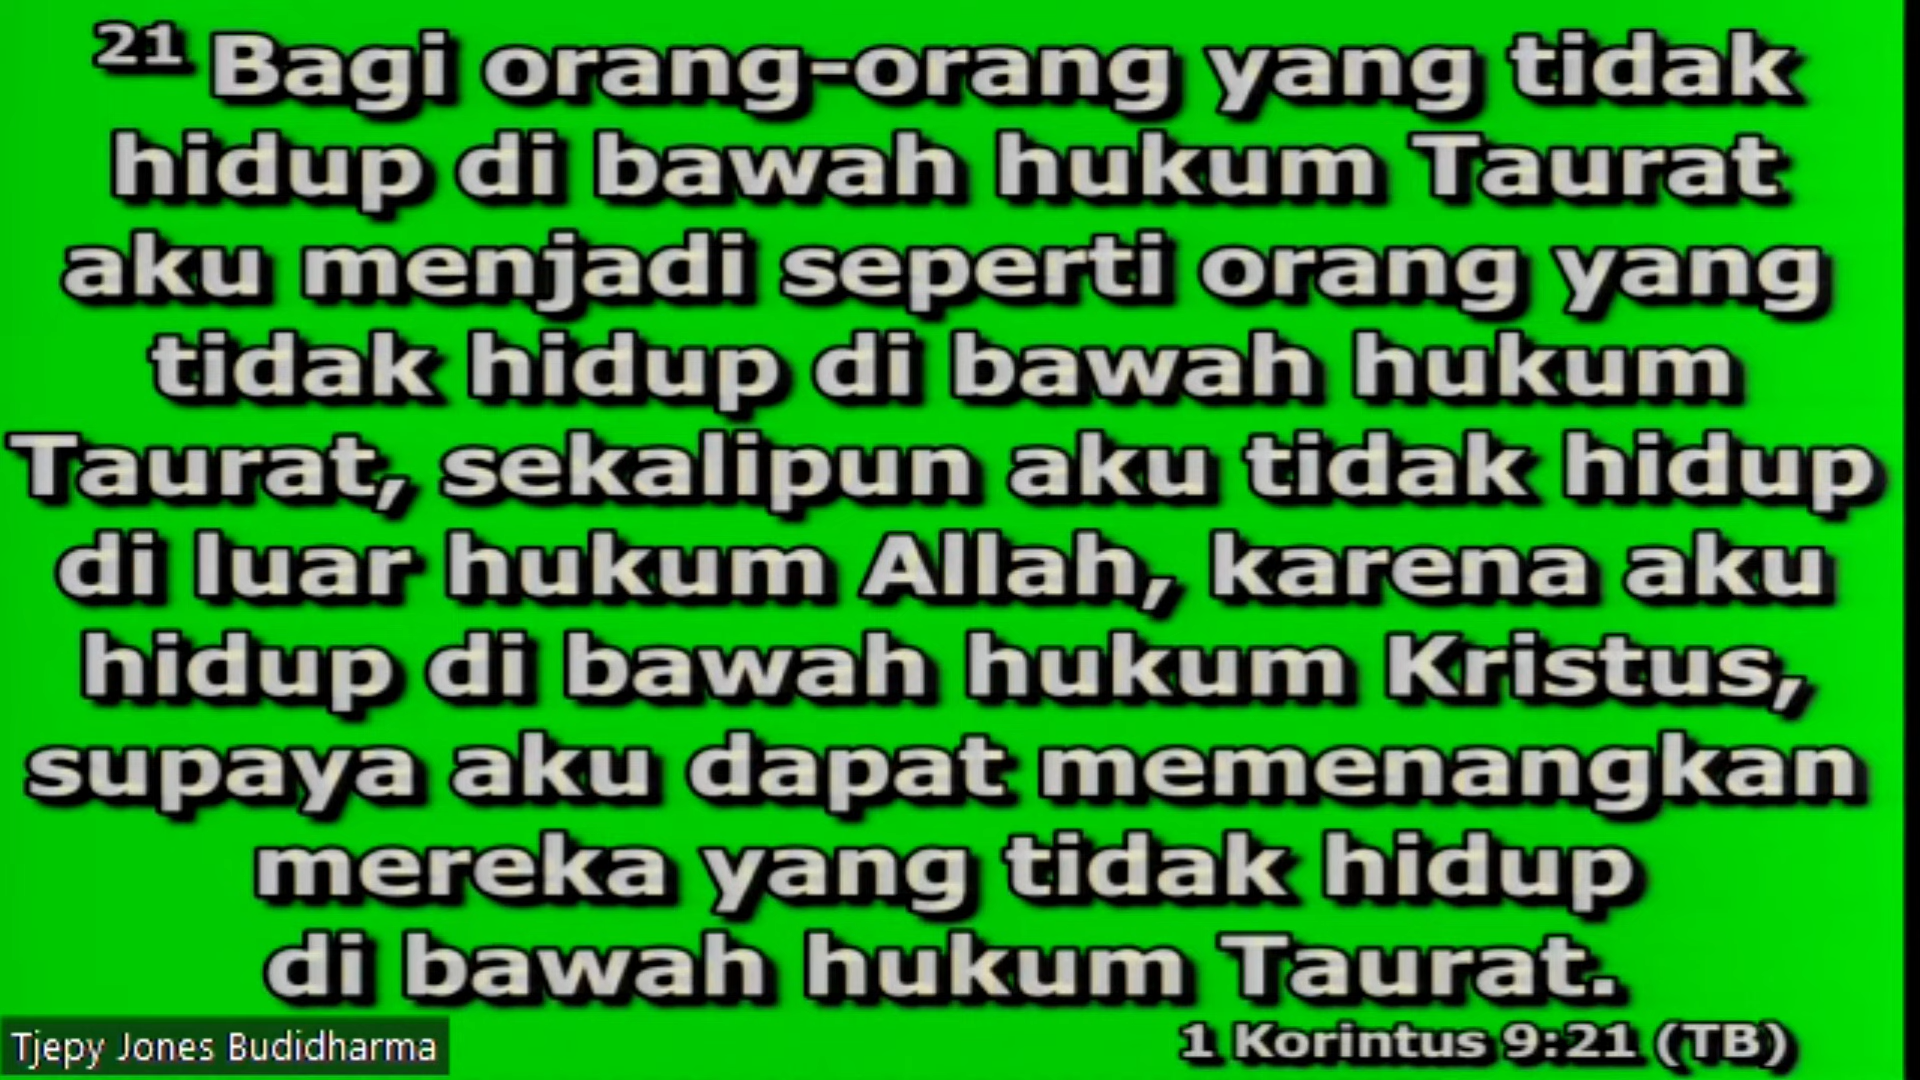 21 Bagi orang-orang yang tidak
hidup di bawah hukum Taurat
aku menjadi seperti orang yang
tidak hidup di bawah hukum
Taurat, sekalipun aku tidak hidup
di luar hukum Allah, karena aku
hidup di bawah hukum Kristus,
supaya aku dapat memenangkan
mereka yang tidak hidup
di bawah hukum Taurat.
1 Korintus 9:21 (TB)
Tjepy Jones Budidharma